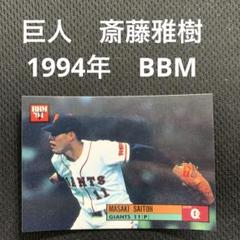 巨人 斎藤雅樹
1994年 BBM
BBM
'94
GIANTS
11
MASAKI SAITOH
GIANTS 11 [P]
G